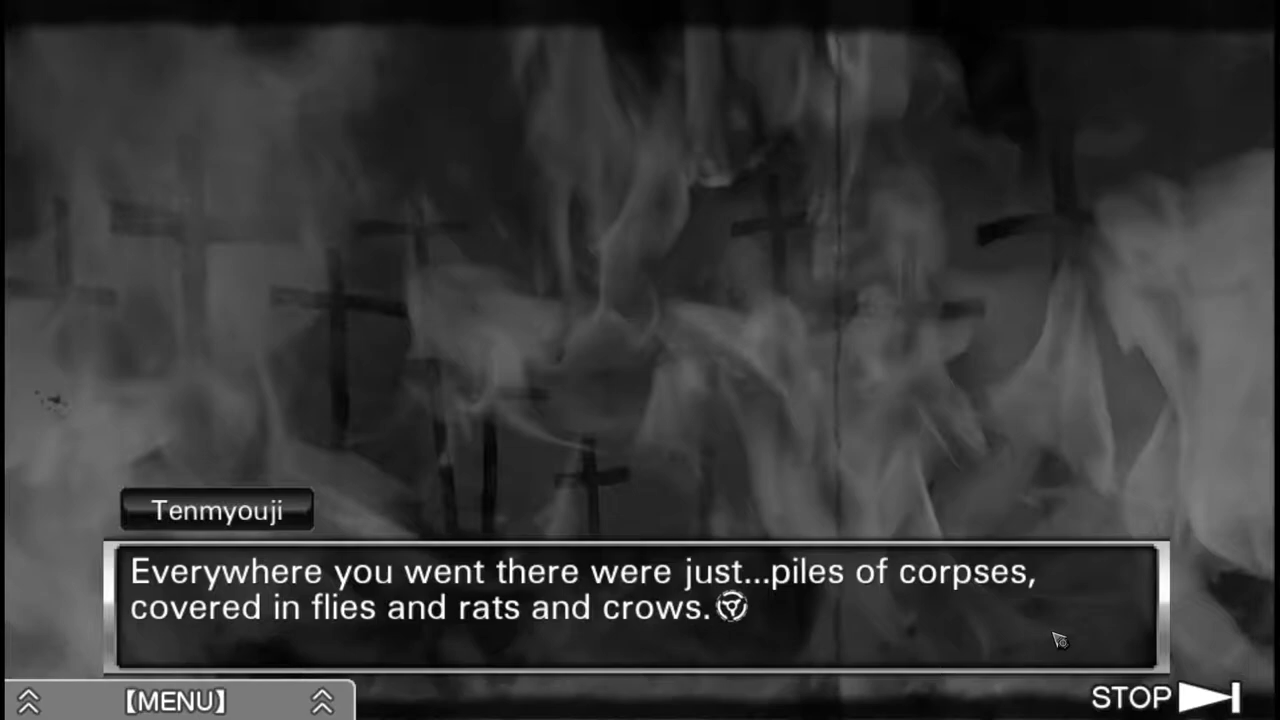 Tenmyouji
Everywhere you went there were just...piles of corpses,
covered in flies and rats and crows.
【MENU】
STOP